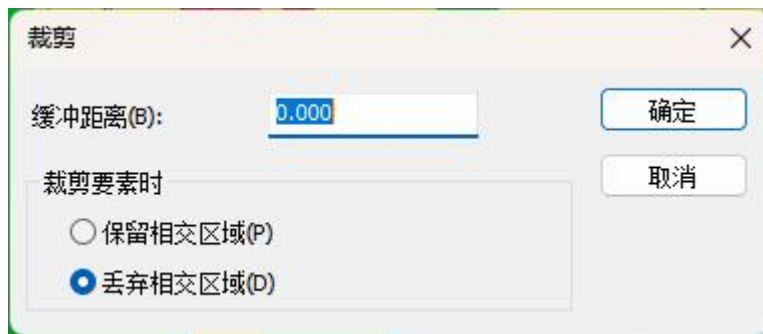 裁剪
缓冲距离(B):
0.000
确定
取消
裁剪要素时
保留相交区域(P)
丢弃相交区域(D)